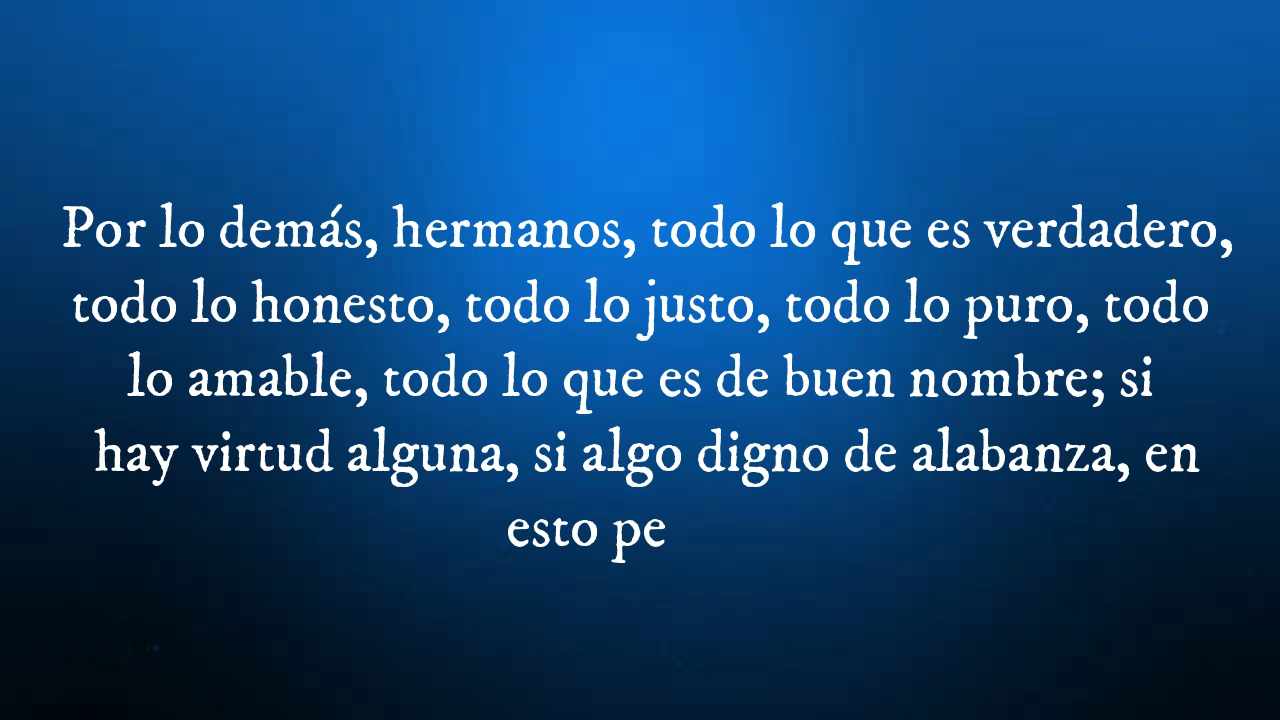 Por lo demás, hermanos, todo lo que es verdadero,
todo lo honesto, todo lo justo, todo lo puro, todo
lo amable, todo lo que es de buen nombre; si
hay virtud alguna, si algo digno de alabanza, en
esto pe